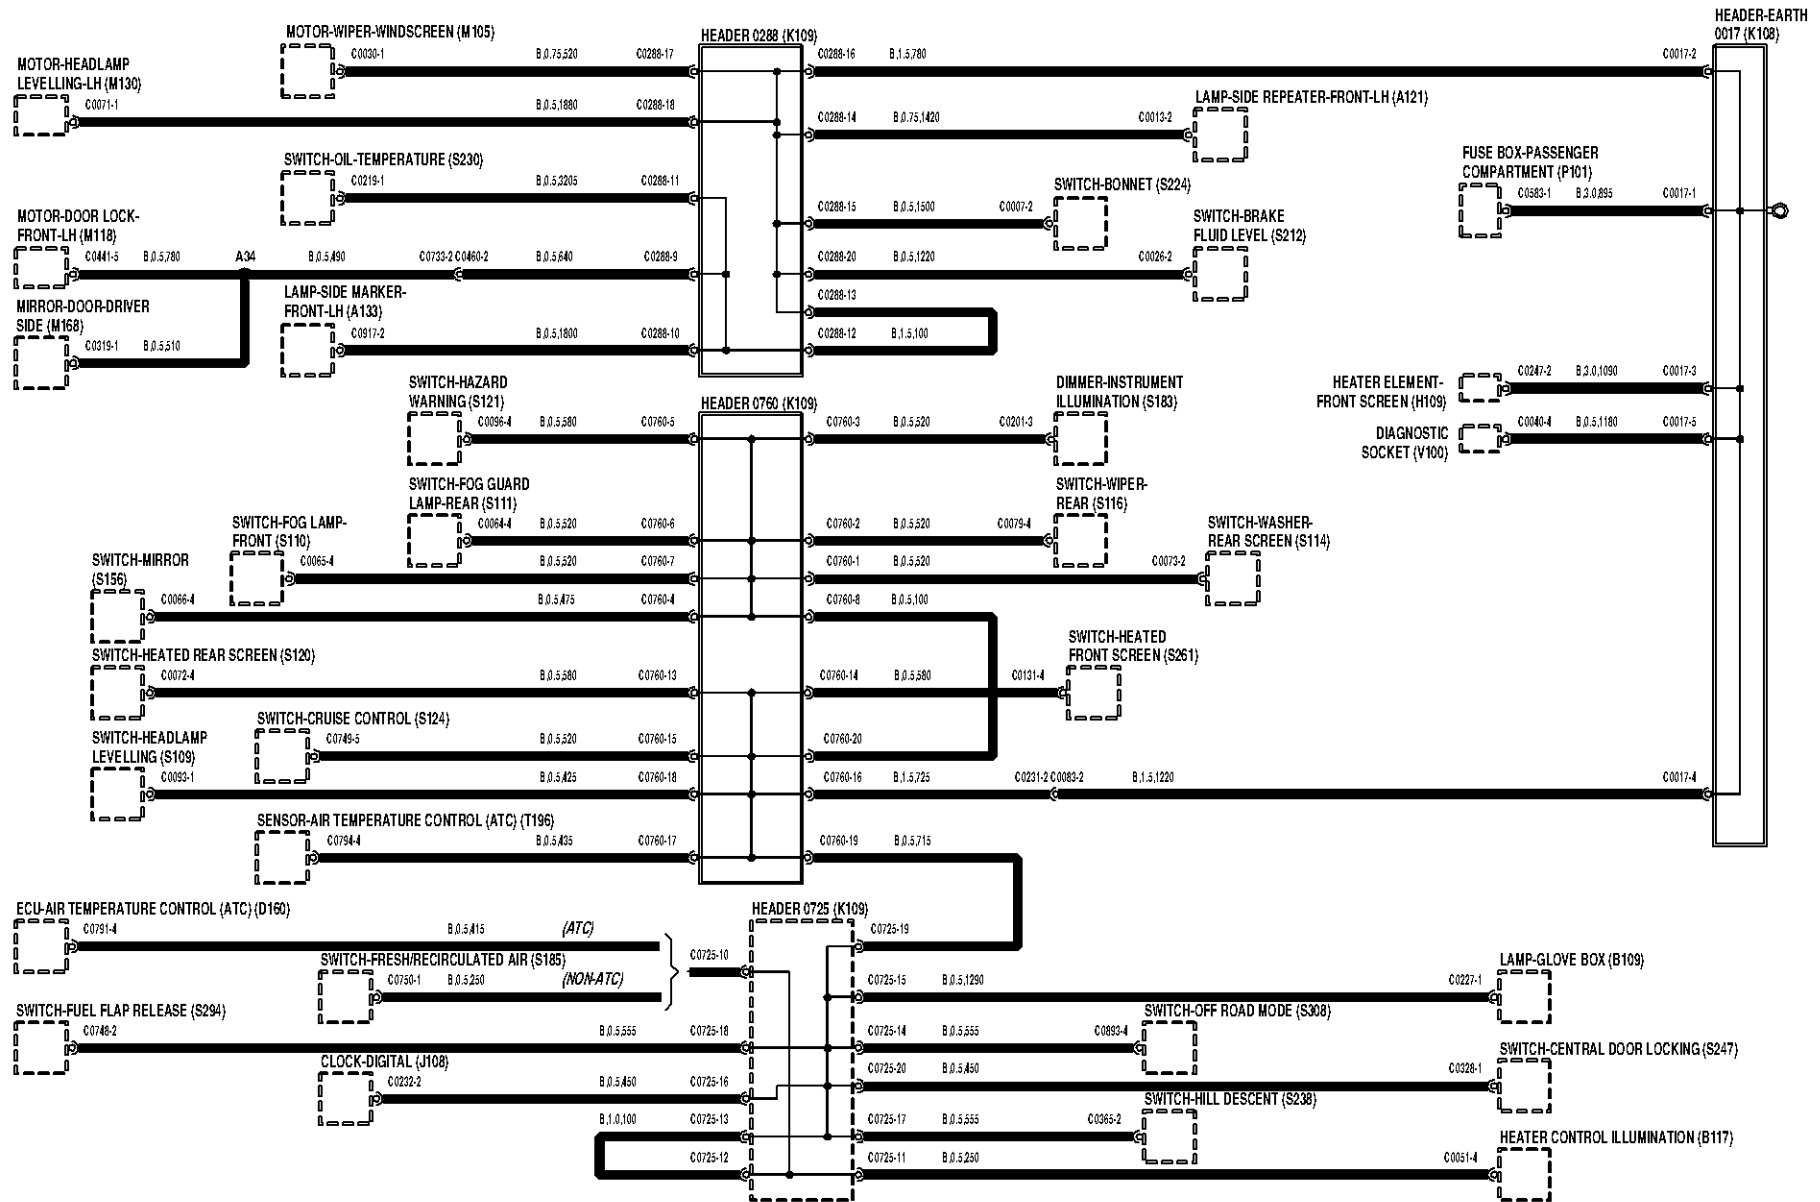 HEADER-EARTH
0017 (K108)
MOTOR-WIPER-WINDSCREEN (M105)
HEADER 0288 (K109)
C0030-1 B,0.75,520 C0288-17
C0288-16 B,1.5,780 C0017-2
MOTOR-HEADLAMP
LEVELLING-LH (M130)
C0071-1 B,0.5,1880 C0288-18
LAMP-SIDE REPEATER-FRONT-LH (A121)
C0288-14 B,0.75,1420 C0013-2
SWITCH-OIL-TEMPERATURE (S230)
C0219-1 B,0.5,3205 C0288-11
FUSE BOX-PASSENGER
COMPARTMENT (P101)
C0583-1 B,3.0,895 C0017-1
SWITCH-BONNET (S224)
C0288-15 B,0.5,1500 C0007-2
MOTOR-DOOR LOCK-
FRONT-LH (M118)
C0441-5 B,0.5,780 A34 B,0.5,490 C0733-2 C0460-2 B,0.5,640 C0288-9
SWITCH-BRAKE
FLUID LEVEL (S212)
C0288-20 B,0.5,1220 C0026-2
MIRROR-DOOR-DRIVER
SIDE (M168)
C0319-1 B,0.5,510
LAMP-SIDE MARKER-
FRONT-LH (A133)
C0917-2 B,0.75,1800 C0288-10
C0288-13
C0288-12 B,1.5,100
HEATER ELEMENT-
FRONT SCREEN (H109)
C0247-2 B,3.0,1090 C0017-3
DIAGNOSTIC
SOCKET (V100)
C0040-4 B,0.5,1180 C0017-5
SWITCH-HAZARD
WARNING (S121)
C0096-4 B,0.5,580 C0760-5
HEADER 0760 (K109)
DIMMER-INSTRUMENT
ILLUMINATION (S183)
C0760-3 B,0.5,520 C0201-3
SWITCH-FOG GUARD
LAMP-REAR (S111)
C0064-4 B,0.5,520 C0760-6
SWITCH-WIPER-
REAR (S116)
C0760-2 B,0.5,520 C0079-4
SWITCH-FOG LAMP-
FRONT (S110)
C0065-4 B,0.5,520 C0760-7
SWITCH-WASHER-
REAR SCREEN (S114)
C0760-1 B,0.5,520 C0073-2
SWITCH-MIRROR
(S156)
C0066-4 B,0.5,475 C0760-4
C0760-8 B,0.5,100
SWITCH-HEATED REAR SCREEN (S120)
C0072-4 B,0.5,580 C0760-13
SWITCH-HEATED
FRONT SCREEN (S261)
C0760-14 B,0.5,580 C0131-4
SWITCH-CRUISE CONTROL (S124)
C0749-5 B,0.5,520 C0760-15
C0760-20
SWITCH-HEADLAMP
LEVELLING (S109)
C0093-1 B,0.5,425 C0760-18
C0760-16 B,1.5,725 C0231-2 C0083-2 B,1.5,1220 C0017-4
SENSOR-AIR TEMPERATURE CONTROL (ATC) (T196)
C0794-4 B,0.5,435 C0760-17
C0760-19 B,0.5,715
ECU-AIR TEMPERATURE CONTROL (ATC) (D160)
C0791-4 B,0.5,415 (ATC)
HEADER 0725 (K109)
C0725-19
SWITCH-FRESH/RECIRCULATED AIR (S185)
C0750-1 B,0.5,250 (NON-ATC)
C0725-10
LAMP-GLOVE BOX (B109)
C0725-15 B,0.5,1290 C0227-1
SWITCH-FUEL FLAP RELEASE (S294)
C0748-2 B,0.5,555 C0725-18
SWITCH-OFF ROAD MODE (S308)
C0725-14 B,0.5,555 C0893-4
CLOCK-DIGITAL (J108)
C0232-2 B,0.5,450 C0725-16
SWITCH-CENTRAL DOOR LOCKING (S247)
C0725-20 B,0.5,450 C0328-1
B,1.0,100 C0725-13
SWITCH-HILL DESCENT (S238)
C0725-17 B,0.5,555 C0365-2
C0725-12
HEATER CONTROL ILLUMINATION (B117)
C0725-11 B,0.5,250 C0051-4